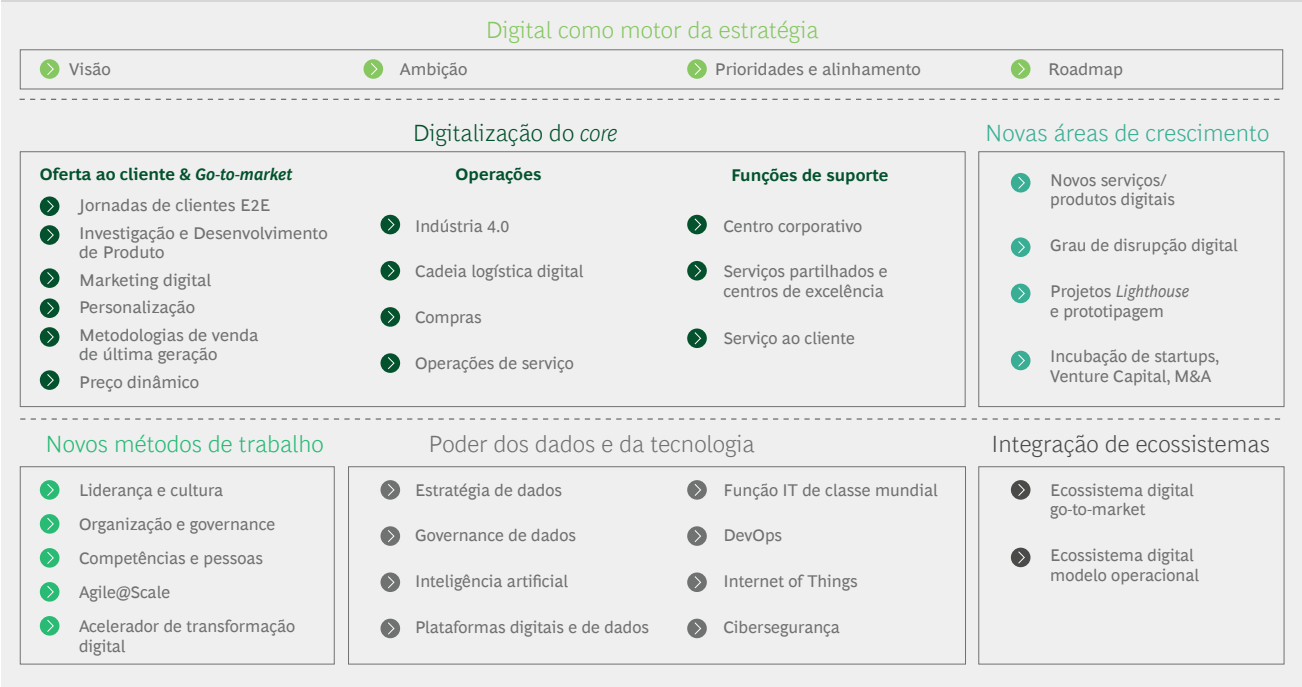 Digital como motor da estratégia
Visão
Ambição
Prioridades e alinhamento
Roadmap
Digitalização do core
Oferta ao cliente & Go-to-market
Jornadas de clientes E2E
Investigação e Desenvolvimento
de Produto
Marketing digital
Personalização
Metodologias de venda
de última geração
Preço dinâmico
Operações
Indústria 4.0
Cadeia logística digital
Compras
Operações de serviço
Funções de suporte
Centro corporativo
Serviços partilhados e
centros de excelência
Serviço ao cliente
Novas áreas de crescimento
Novos serviços/
produtos digitais
Grau de disrupção digital
Projetos Lighthouse
e prototipagem
Incubação de startups,
Venture Capital, M&A
Novos métodos de trabalho
Liderança e cultura
Organização e governance
Competências e pessoas
Agile@Scale
Acelerador de transformação
digital
Poder dos dados e da tecnologia
Estratégia de dados
Governance de dados
Inteligência artificial
Plataformas digitais e de dados
Função IT de classe mundial
DevOps
Internet of Things
Cibersegurança
Integração de ecossistemas
Ecossistema digital
go-to-market
Ecossistema digital
modelo operacional